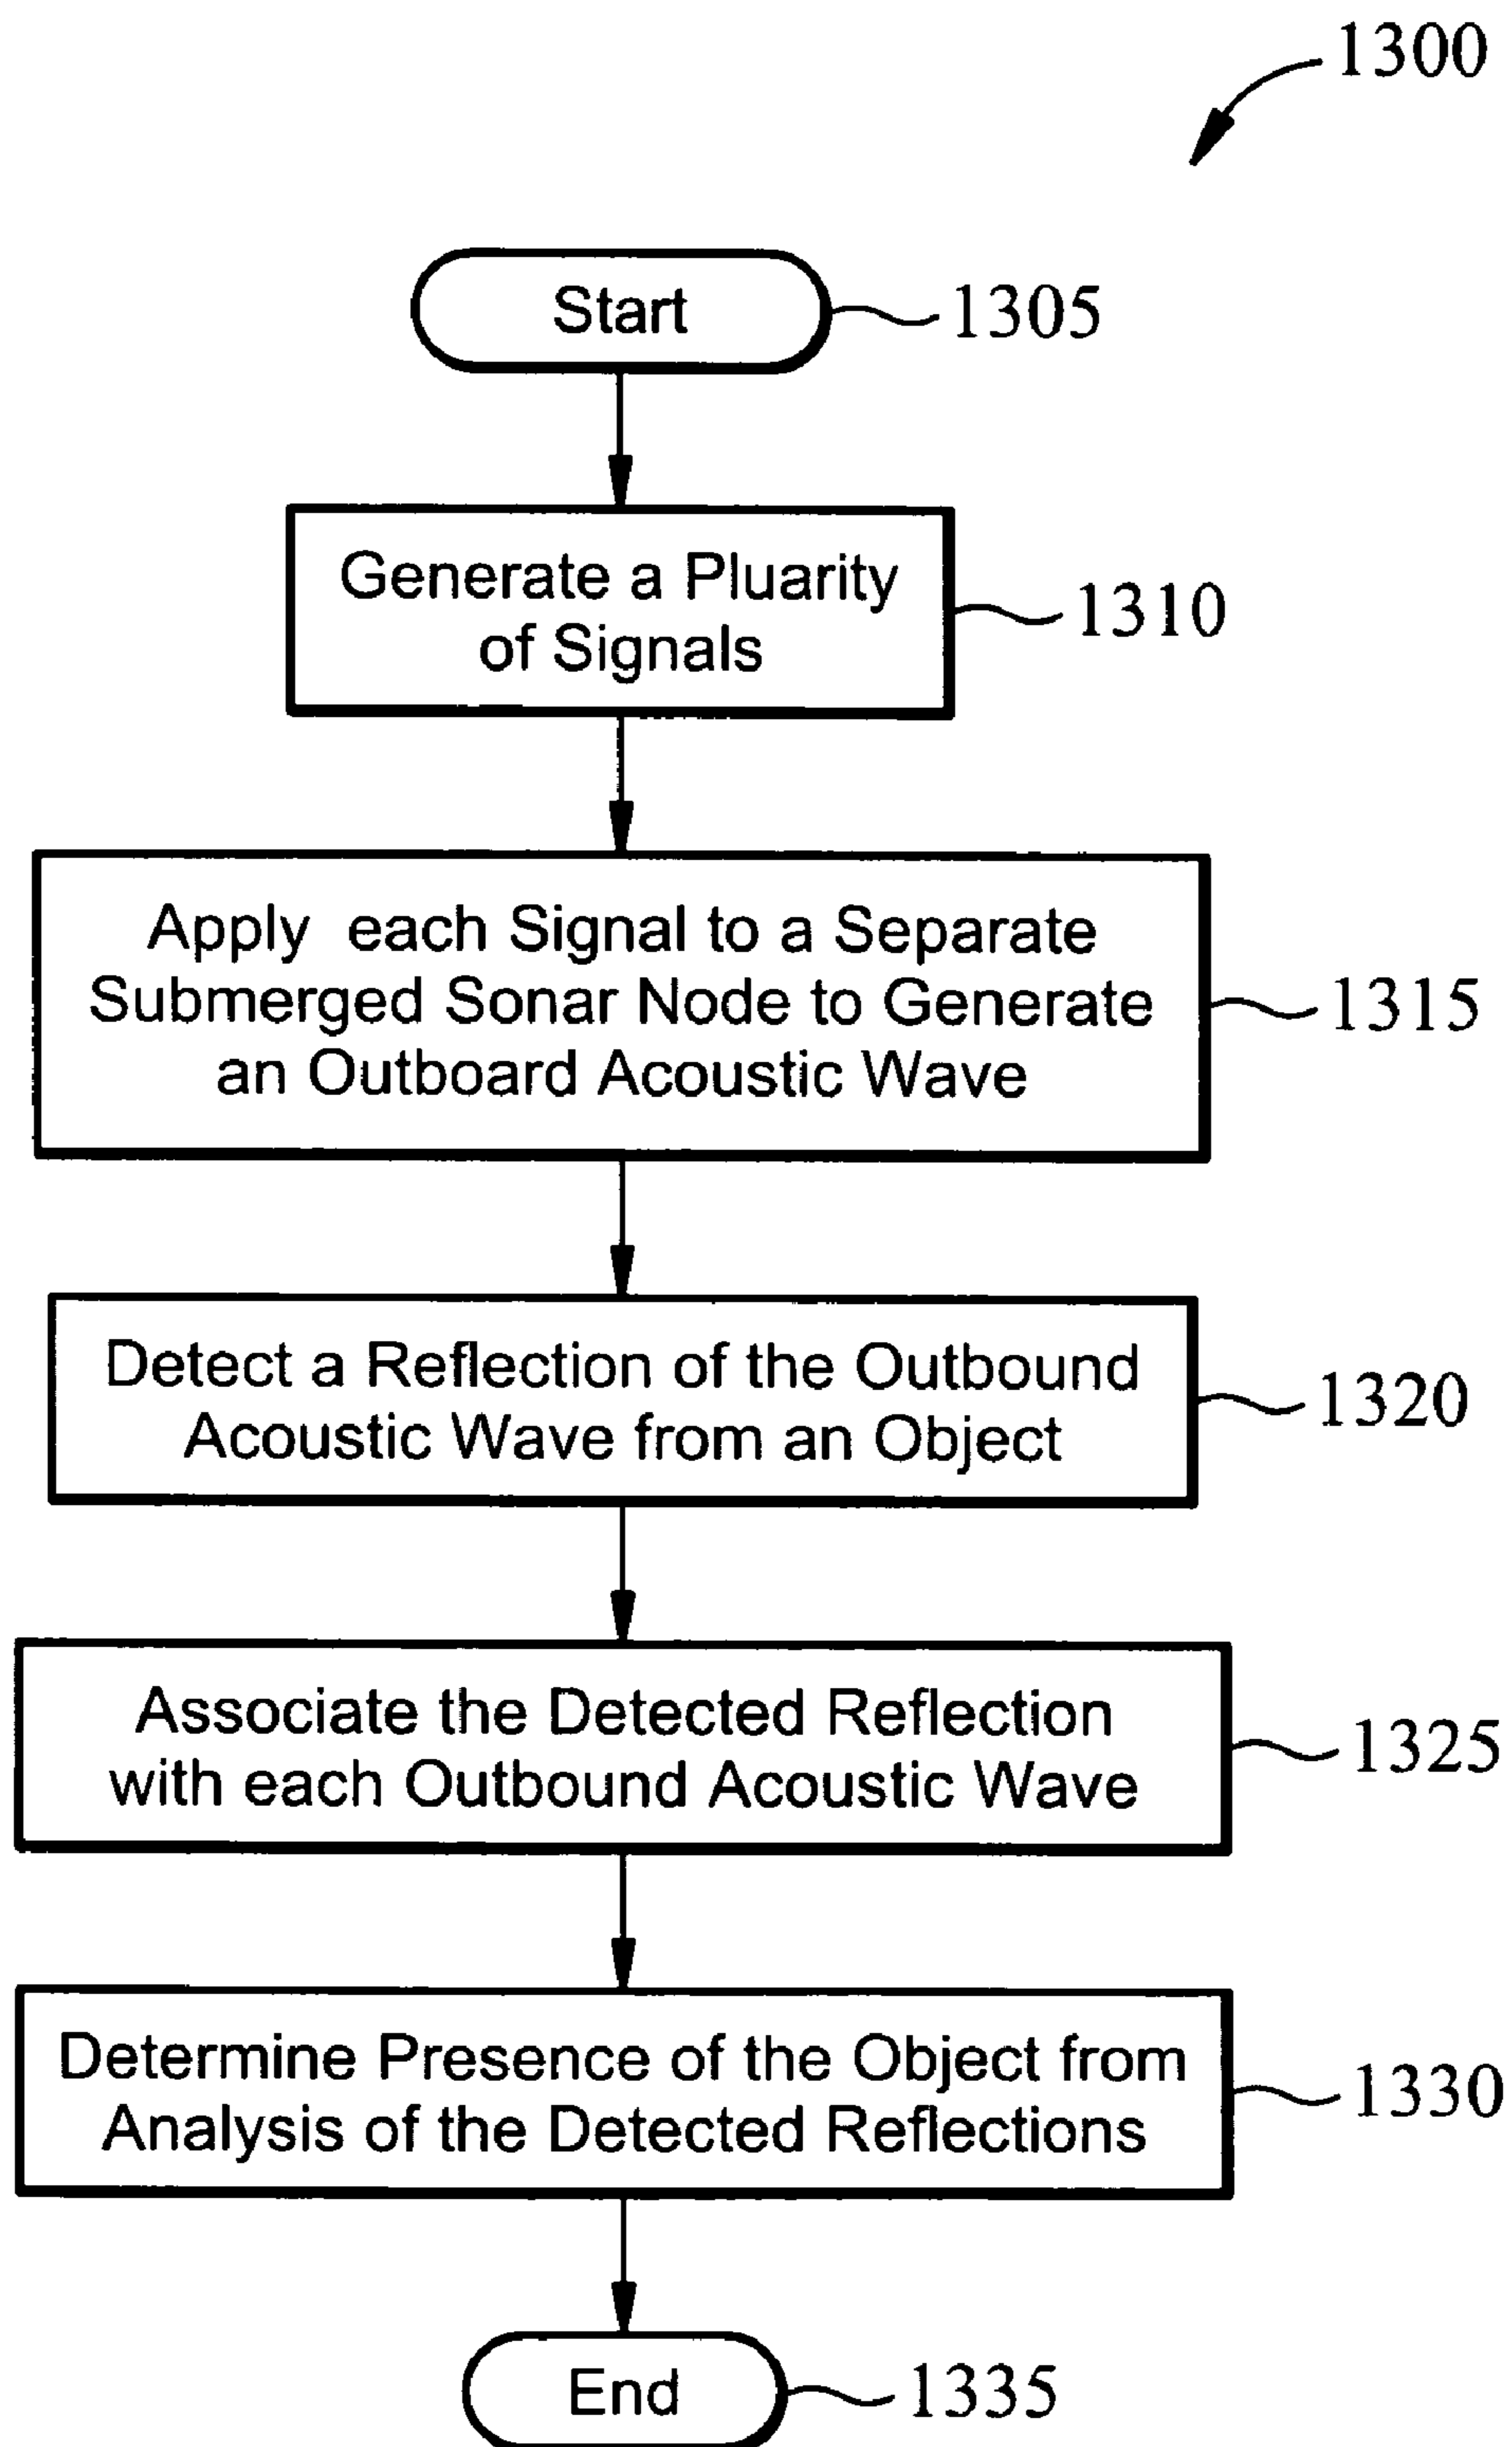 1300
Start
1305
Generate a Pluarity
of Signals
1310
Apply each Signal to a Separate
Submerged Sonar Node to Generate
an Outboard Acoustic Wave
1315
Detect a Reflection of the Outbound
Acoustic Wave from an Object
1320
Associate the Detected Reflection
with each Outbound Acoustic Wave
1325
Determine Presence of the Object from
Analysis of the Detected Reflections
1330
End
1335